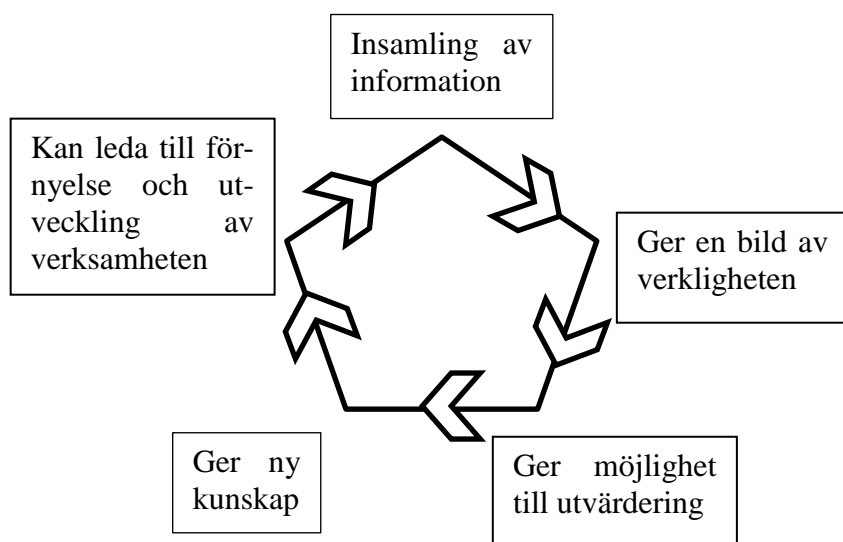 Insamling av
information
Kan leda till för-
nyelse och ut-
veckling av
verksamheten
Ger en bild av
verkligheten
Ger ny
kunskap
Ger möjlighet
till utvärdering